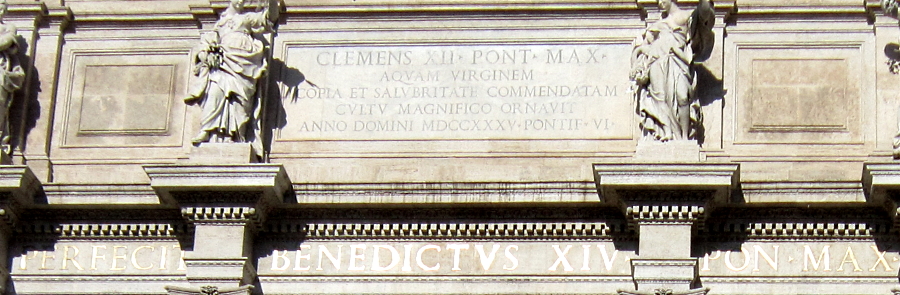 CLEMENS XII· PONT· MAX·
AQVAM VIRGINEM
COPIA ET SALVBRITATE COMMENDATAM
CVLTV MAGNIFICO ORNAVIT
ANNO DOMINI MDCCXXXV·PONTIF·VI·
PERFECIT BENEDICTVS XIV PON·MAX·